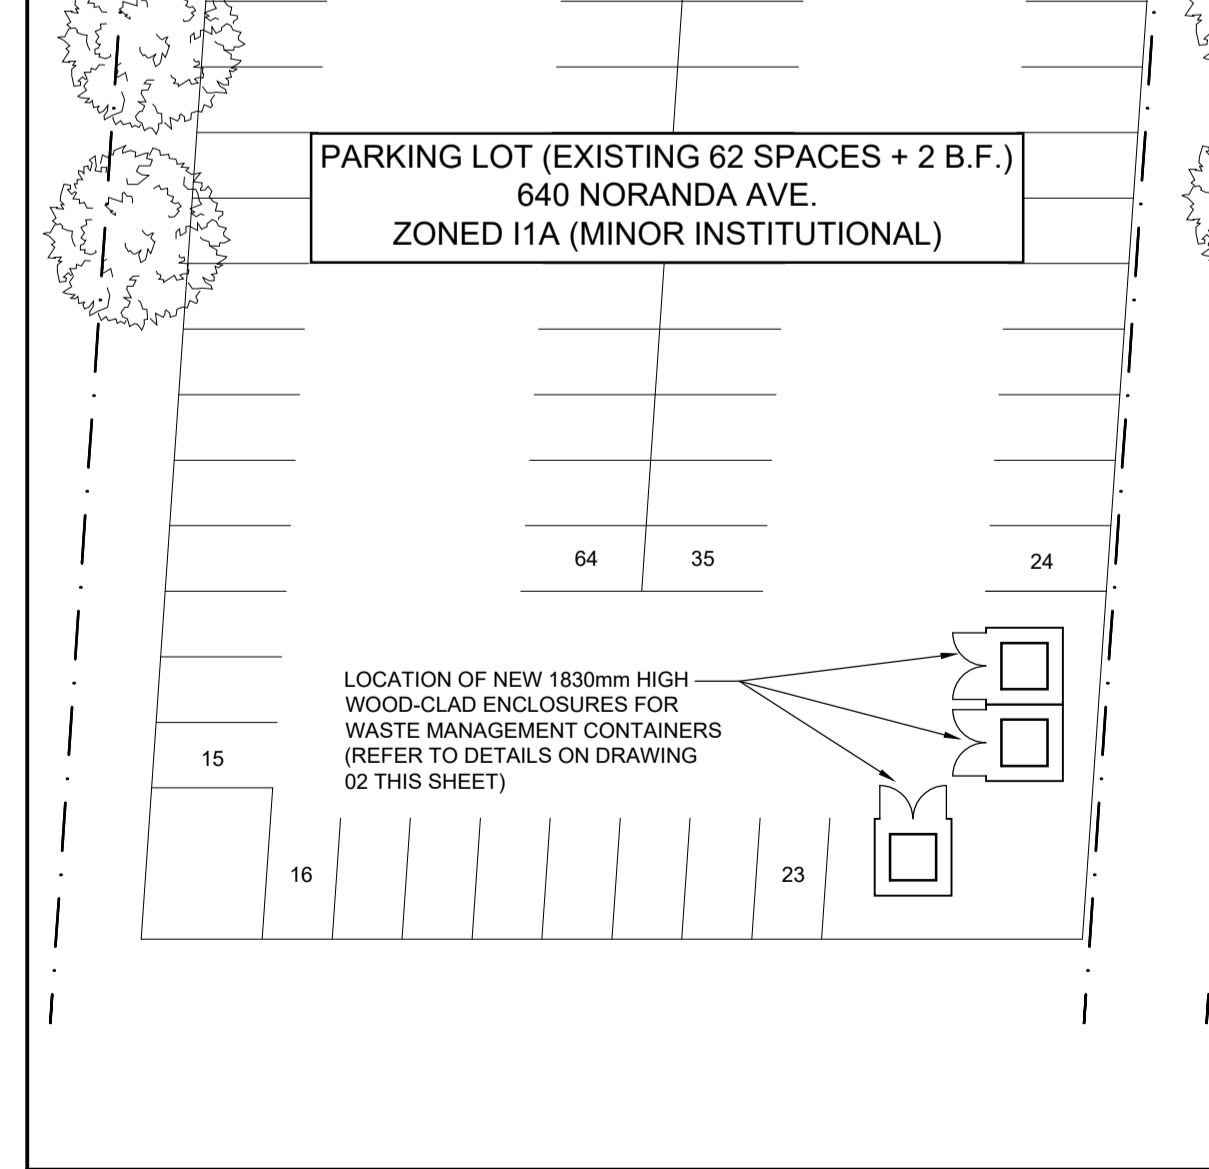 PARKING LOT (EXISTING 62 SPACES + 2 B.F.)
640 NORANDA AVE.
ZONED I1A (MINOR INSTITUTIONAL)
64
35
24
LOCATION OF NEW 1830mm HIGH
WOOD-CLAD ENCLOSURES FOR
WASTE MANAGEMENT CONTAINERS
(REFER TO DETAILS ON DRAWING
02 THIS SHEET)
15
16
23